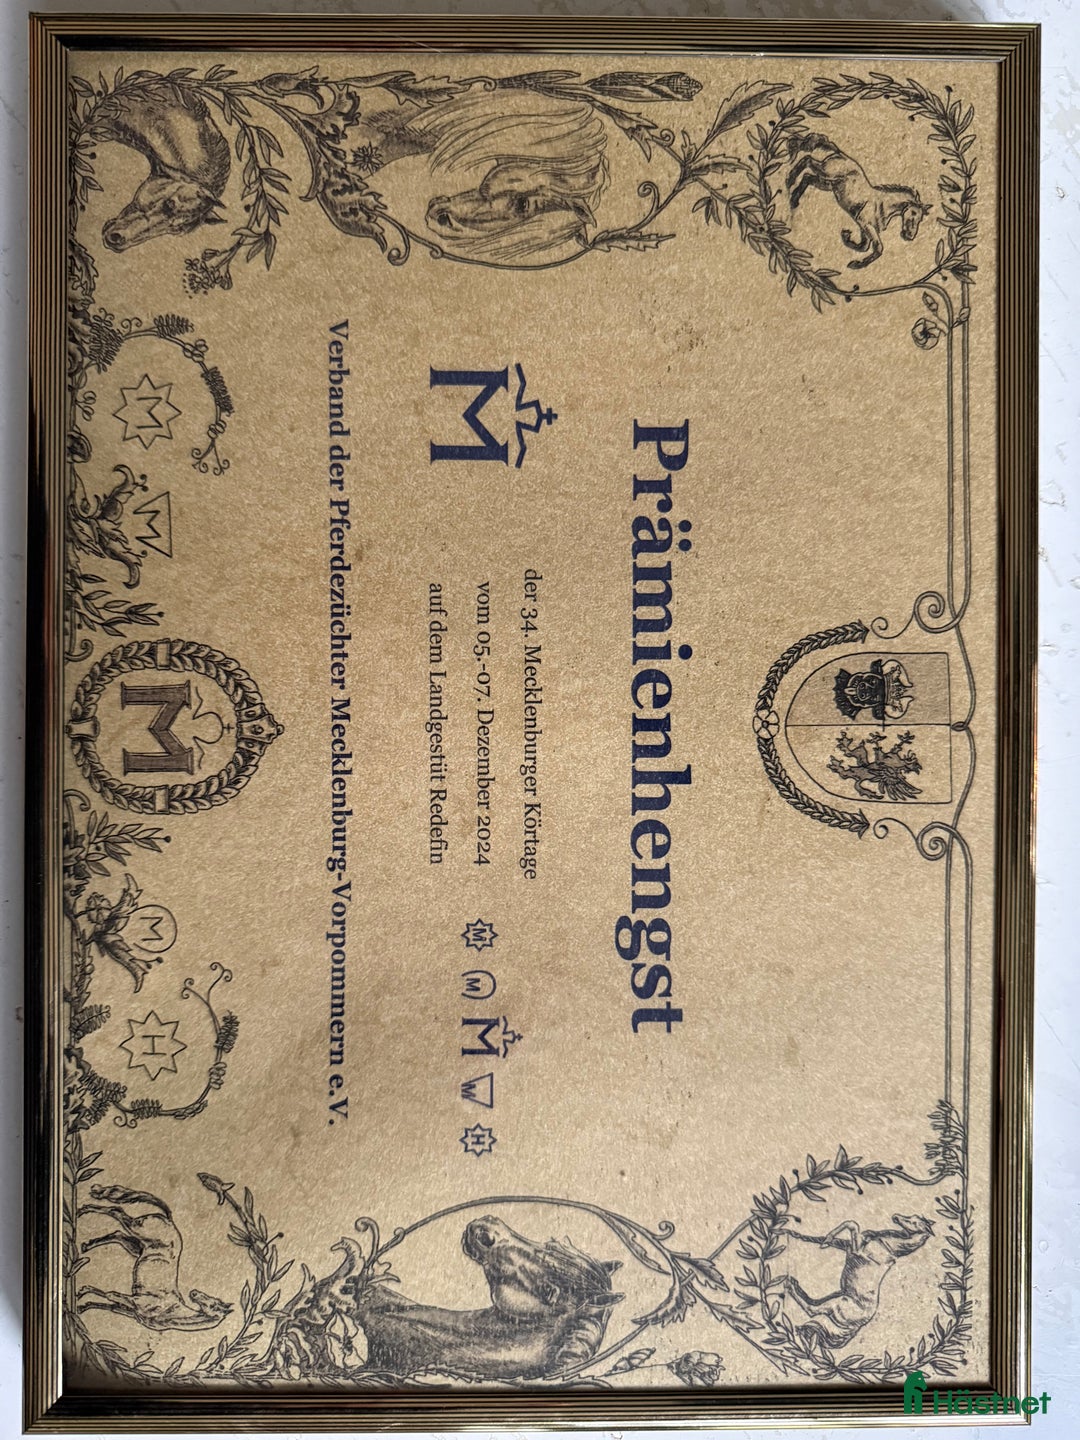 Prämienhengst
der 34. Mecklenburger Körtage
vom 05.-07. Dezember 2024
auf dem Landgestüt Redefin
M
M M M M H
Verband der Pferdezüchter Mecklenburg-Vorpommern e.V.
M M M M H
Hästnet